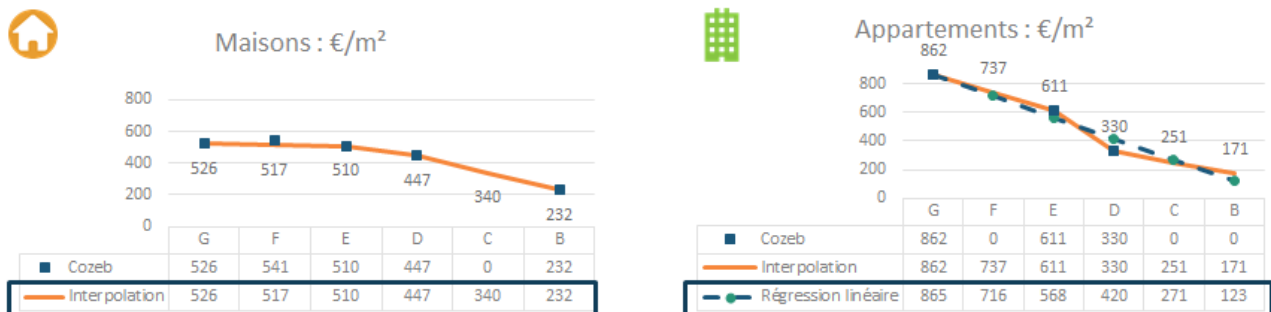 Maisons : €/m²
800
600
400
200
0
526
517
510
447
340
232
G F E D C B
Cozeb 526 541 510 447 0 232
Interpolation 526 517 510 447 340 232
Appartements : €/m²
862
737
611
330
251
171
800
600
400
200
0
G F E D C B
Cozeb 862 0 611 330 0 0
Interpolation 862 737 611 330 251 171
Régression linéaire 865 716 568 420 271 123